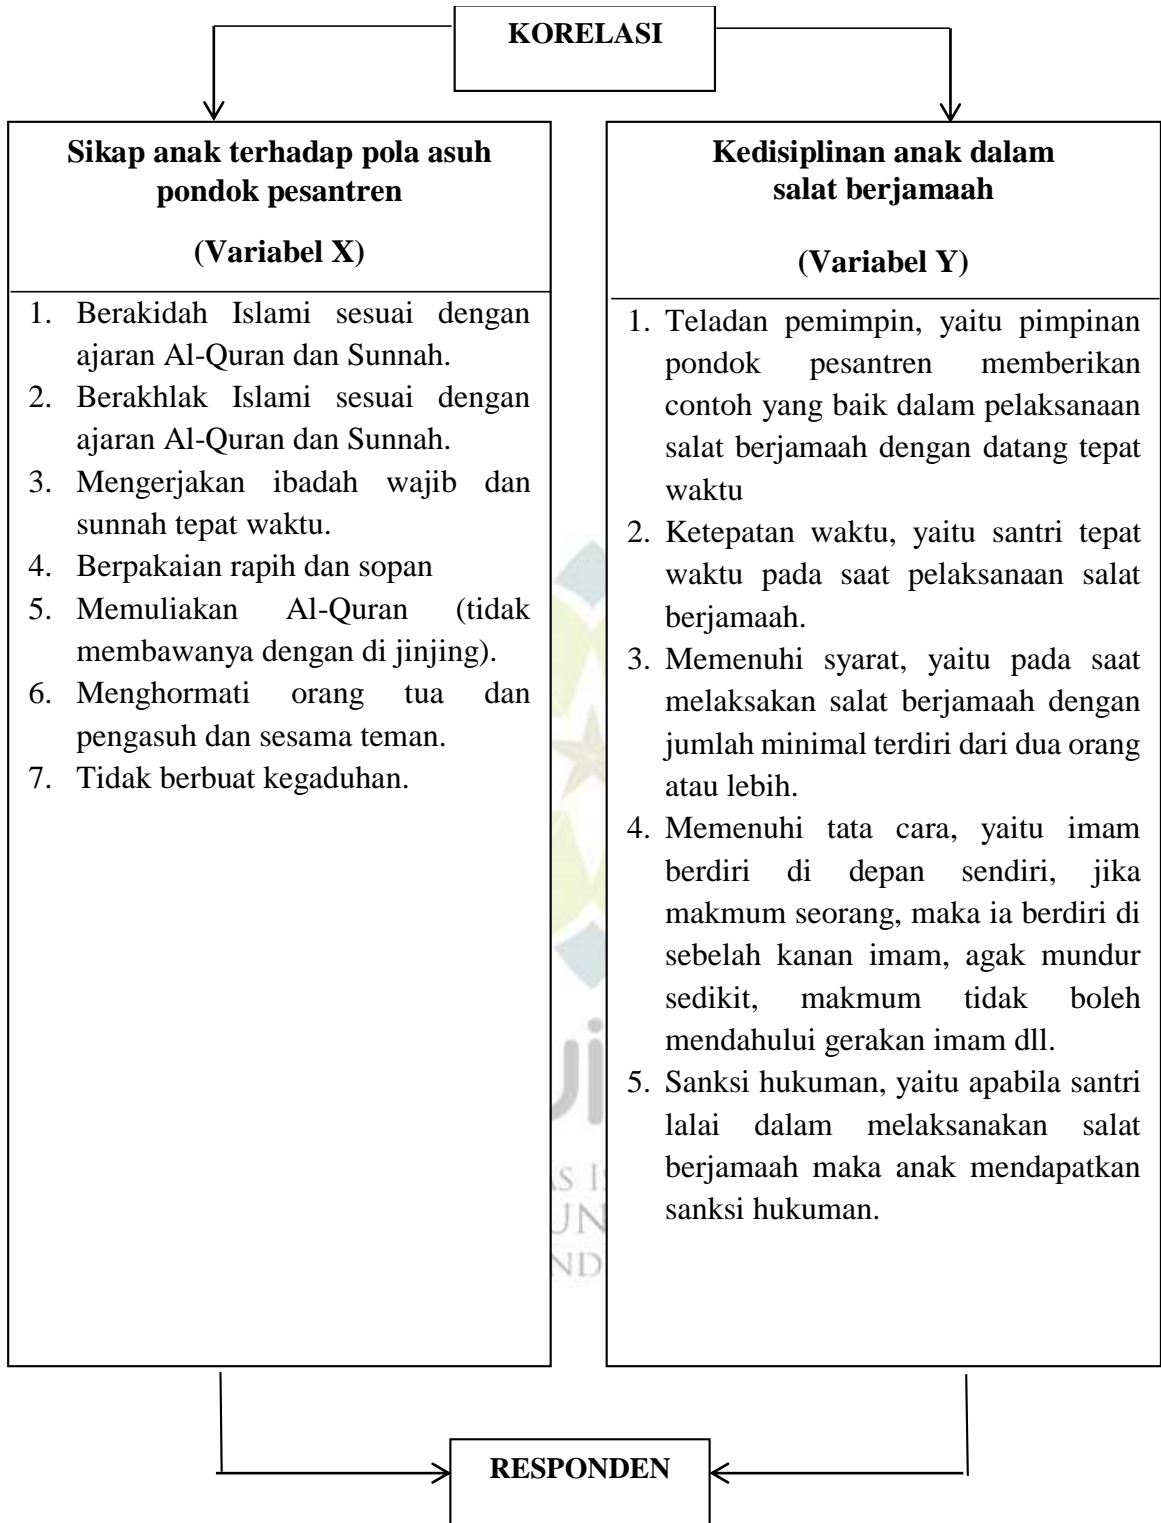 KORELASI
Sikap anak terhadap pola asuh
pondok pesantren
(Variabel X)
1. Berakidah Islami sesuai dengan
ajaran Al-Quran dan Sunnah.
2. Berakhlak Islami sesuai dengan
ajaran Al-Quran dan Sunnah.
3. Mengerjakan ibadah wajib dan
sunnah tepat waktu.
4. Berpakaian rapih dan sopan
5. Memuliakan Al-Quran (tidak
membawanya dengan di jinjing).
6. Menghormati orang tua dan
pengasuh dan sesama teman.
7. Tidak berbuat kegaduhan.
Kedisiplinan anak dalam
salat berjamaah
(Variabel Y)
1. Teladan pemimpin, yaitu pimpinan
pondok pesantren memberikan
contoh yang baik dalam pelaksanaan
salat berjamaah dengan datang tepat
waktu
2. Ketepatan waktu, yaitu santri tepat
waktu pada saat pelaksanaan salat
berjamaah.
3. Memenuhi syarat, yaitu pada saat
melaksakan salat berjamaah dengan
jumlah minimal terdiri dari dua orang
atau lebih.
4. Memenuhi tata cara, yaitu imam
berdiri di depan sendiri, jika
makmum seorang, maka ia berdiri di
sebelah kanan imam, agak mundur
sedikit, makmum tidak boleh
mendahului gerakan imam dll.
5. Sanksi hukuman, yaitu apabila santri
lalai dalam melaksanakan salat
berjamaah maka anak mendapatkan
sanksi hukuman.
RESPONDEN